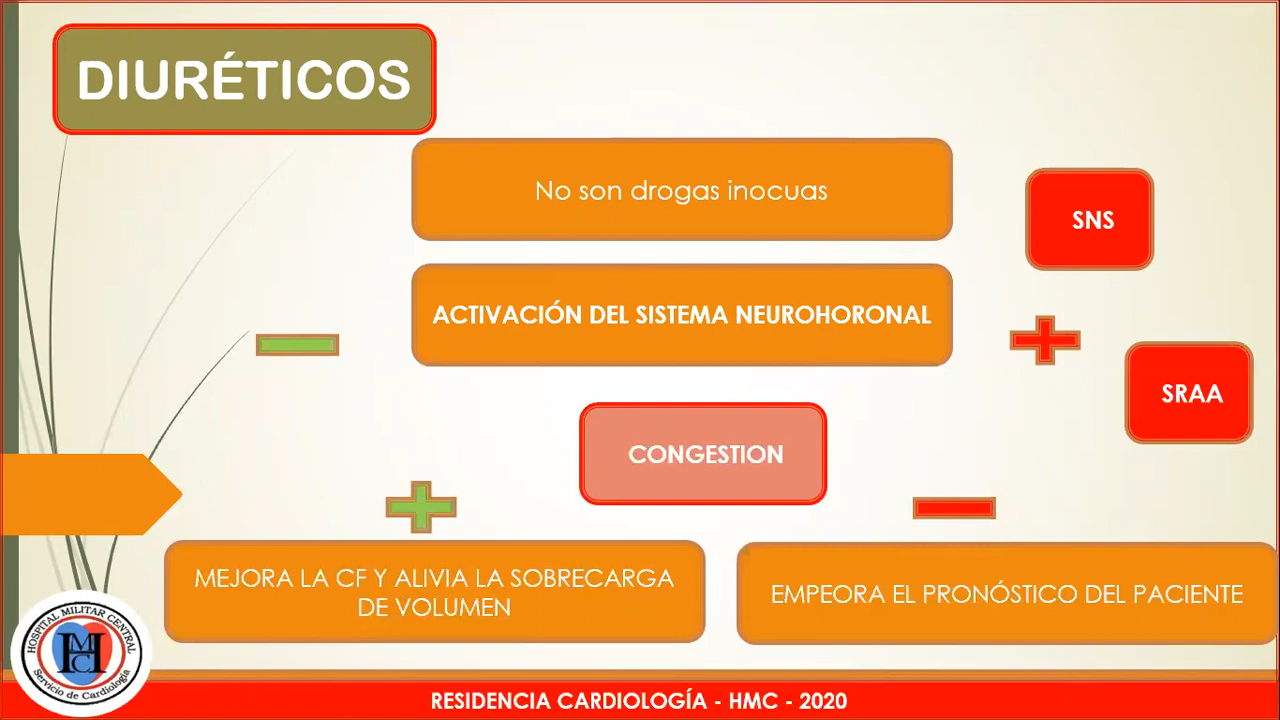 DIURÉTICOS
No son drogas inocuas
SNS
ACTIVACIÓN DEL SISTEMA NEUROHORONAL
SRAA
CONGESTION
MEJORA LA CF Y ALIVIA LA SOBRECARGA
DE VOLUMEN
EMPEORA EL PRONÓSTICO DEL PACIENTE
HOSPITAL MILITAR CENTRAL
HMC
Servicio de Cardiología
RESIDENCIA CARDIOLOGÍA - HMC - 2020